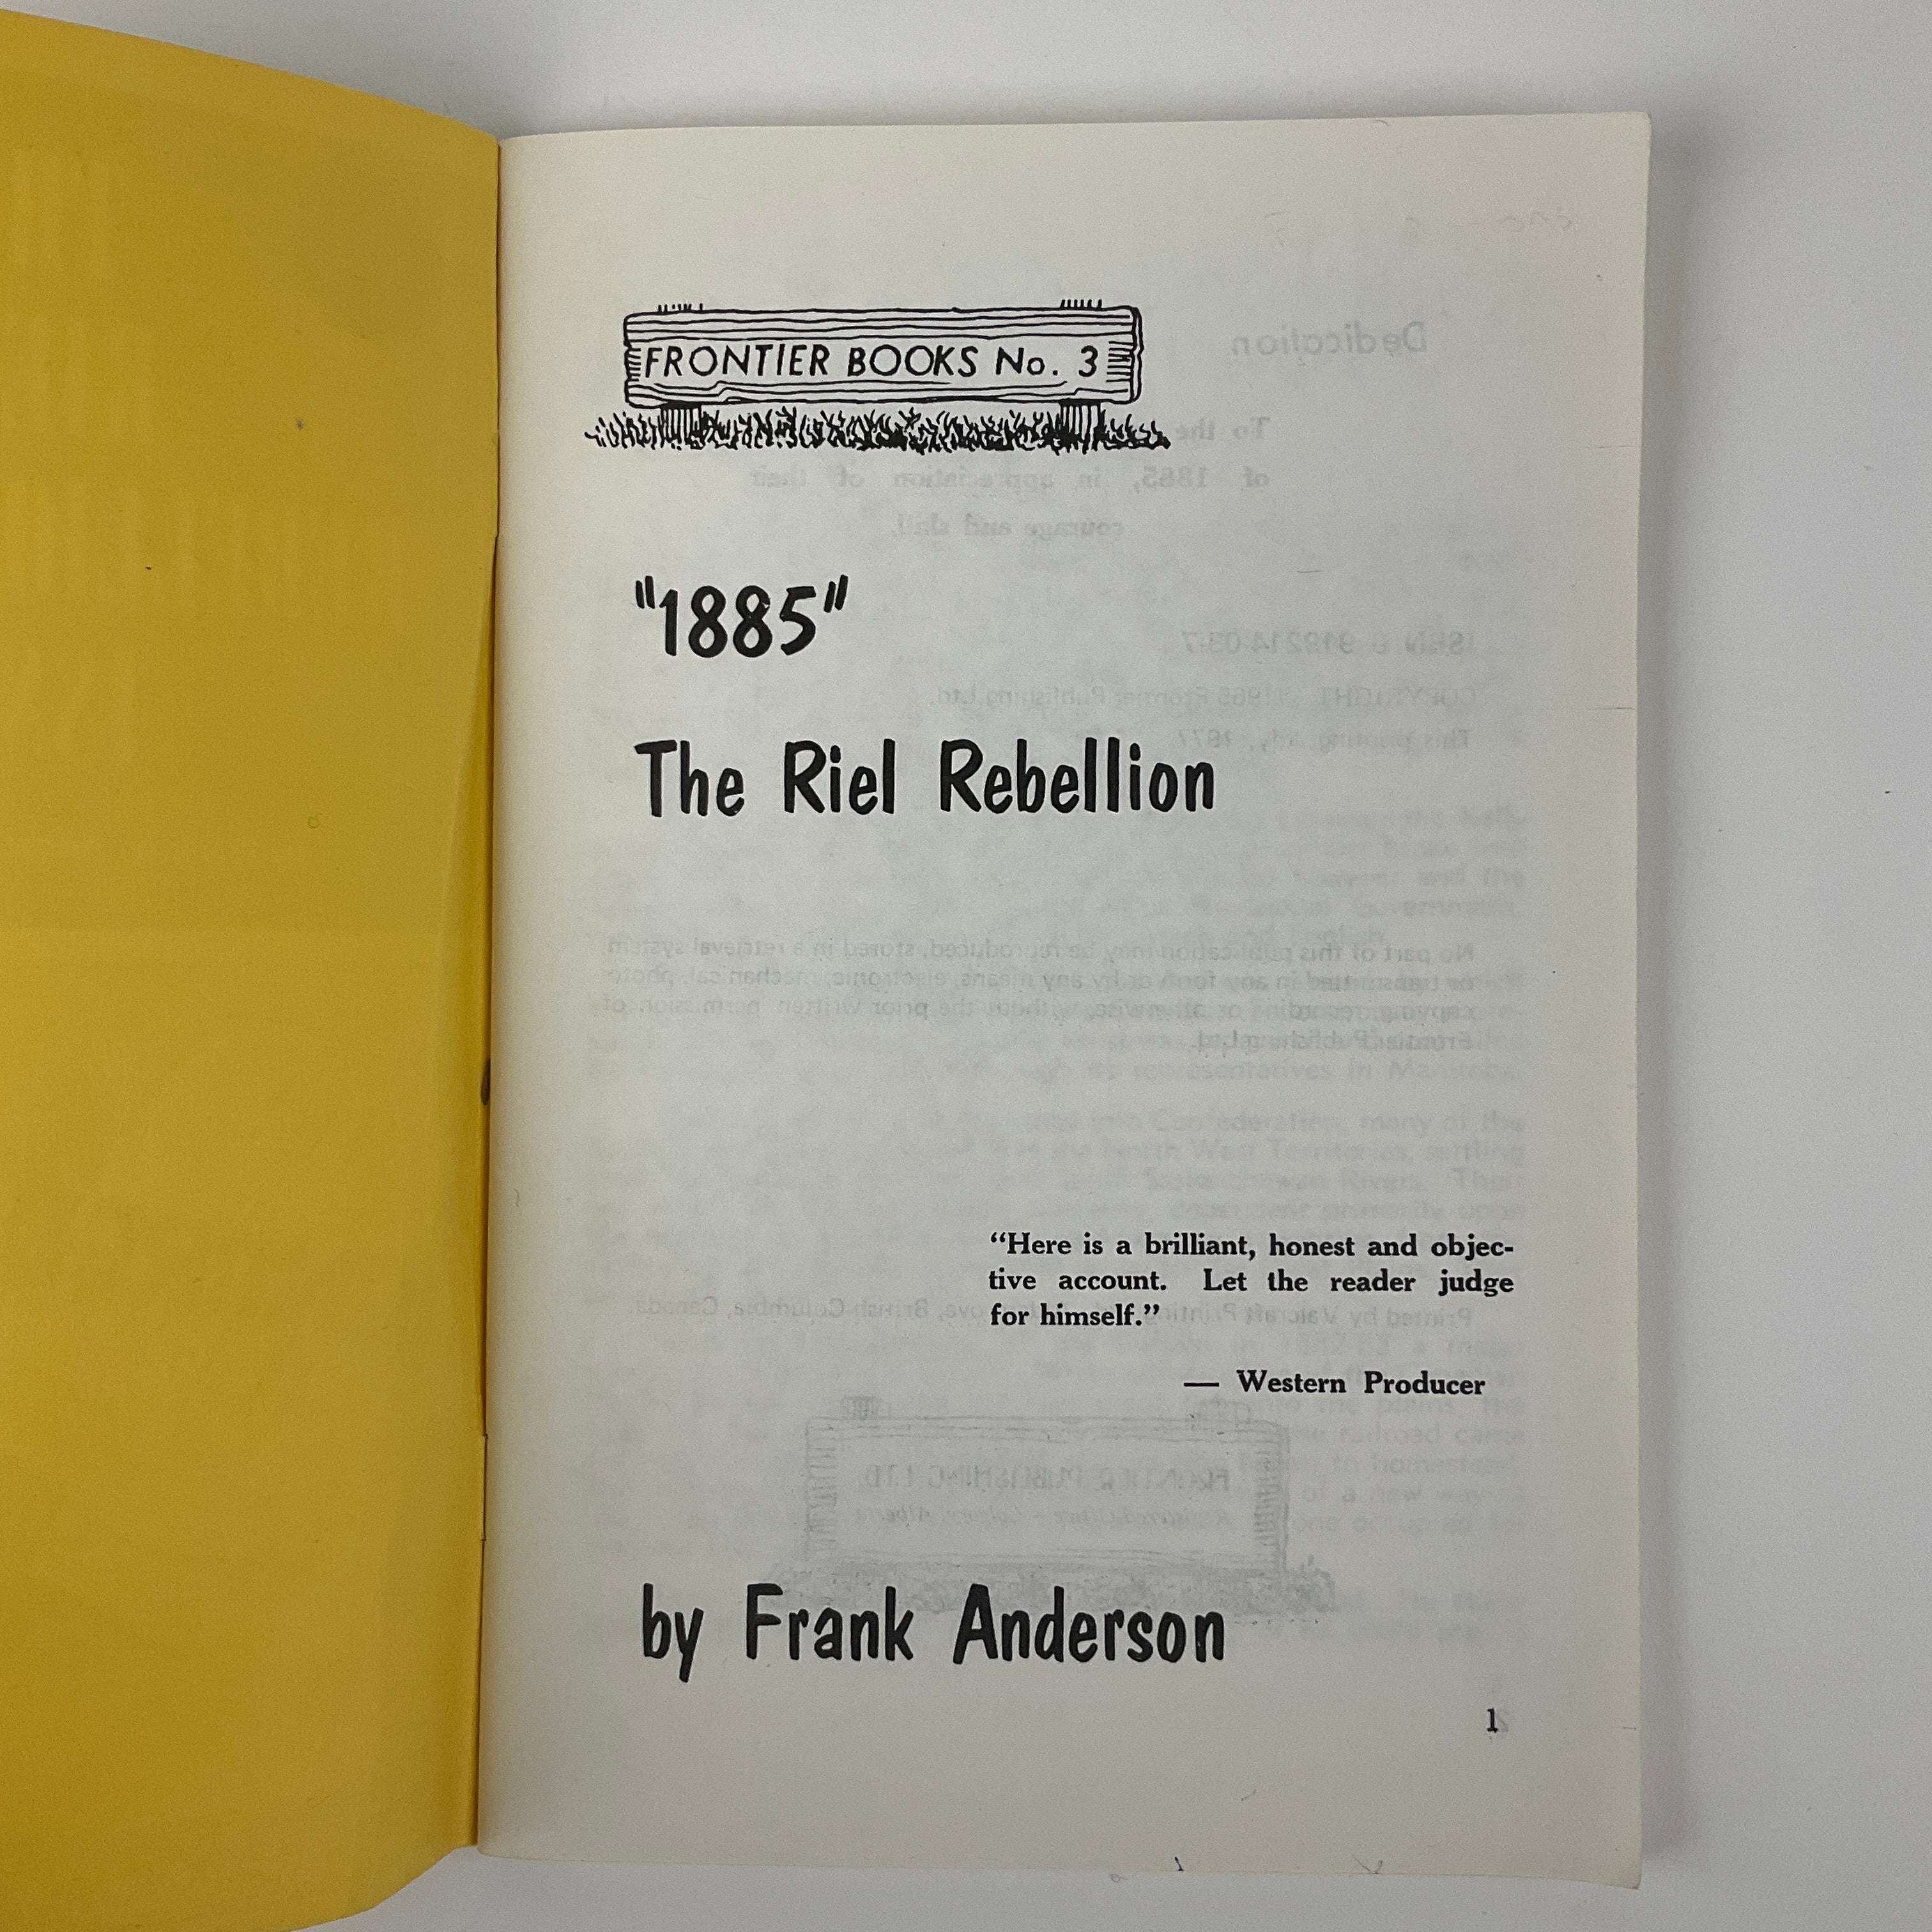 FRONTIER BOOKS No. 3
"1885"
The Riel Rebellion
“Here is a brilliant, honest and objec-
tive account. Let the reader judge
for himself.”
— Western Producer
by Frank Anderson
1